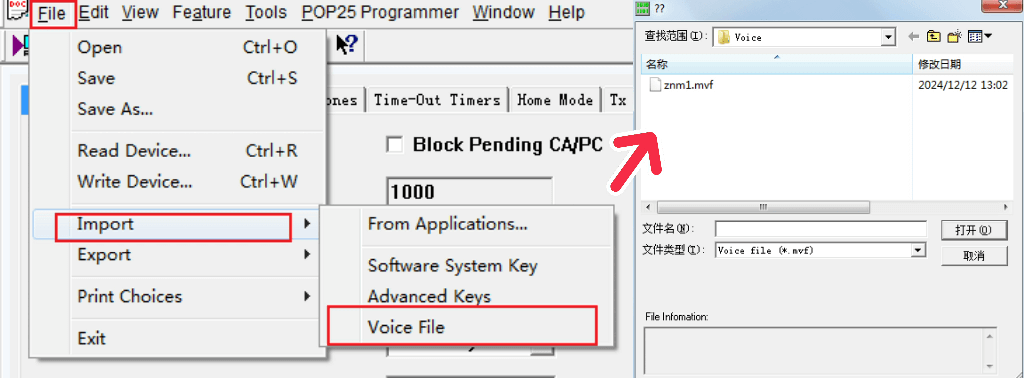 DOC
File Edit View Feature Tools POP25 Programmer Window Help
Open Ctrl+O
Save Ctrl+S
Save As...
Read Device... Ctrl+R
Write Device... Ctrl+W
Import
Export
Print Choices
Exit
ones Time-Out Timers Home Mode Tx
Block Pending CA/PC
1000
From Applications...
Software System Key
Advanced Keys
Voice File
??
查找范围(I): Voice
名称 修改日期
znm1.mvf 2024/12/12 13:02
文件名(N): 打开(O)
文件类型(T): Voice file (*.mvf) 取消
File Infomation: